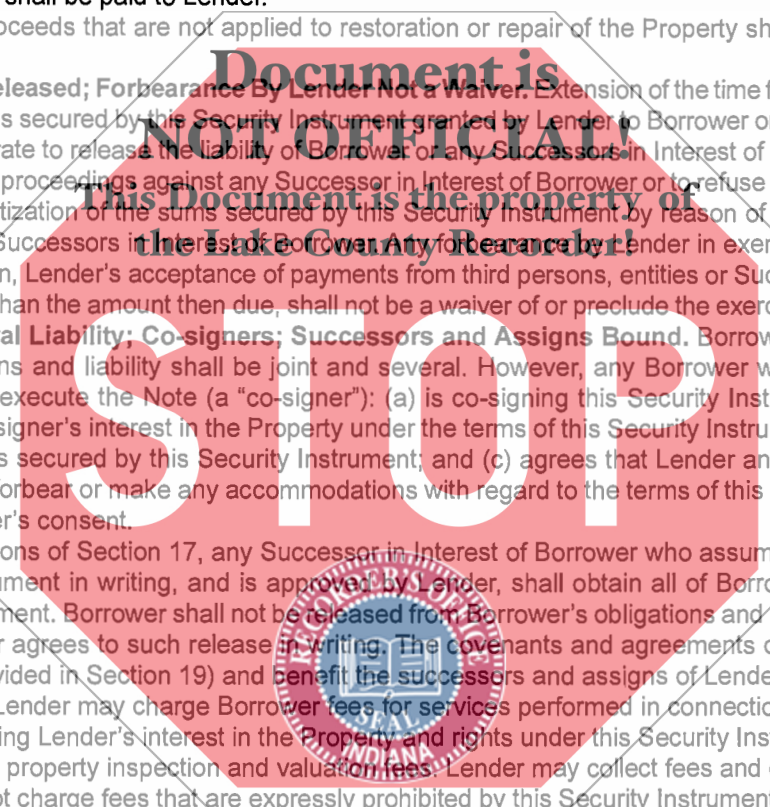 shall be paid to Lender.
oceeds that are not applied to restoration or repair of the Property sh
Document is
eleased; Forbearance By Lender Not a Waiver. Extension of the time f
s secured by this Security Instrument granted by Lender to Borrower or
NOT OFFICIAL!
rate to release the liability of Borrower or any Successors in Interest of
proceedings against any Successor in Interest of Borrower or to refuse
This Document is the property of
tization of the sums secured by this Security Instrument by reason of
the Lake County Recorder!
Successors in Interest of Borrower. Any forbearance by Lender in exer
n, Lender's acceptance of payments from third persons, entities or Suc
than the amount then due, shall not be a waiver of or preclude the exerc
al Liability; Co-signers; Successors and Assigns Bound. Borrow
ns and liability shall be joint and several. However, any Borrower w
execute the Note (a "co-signer"): (a) is co-signing this Security Inst
signer's interest in the Property under the terms of this Security Instru
STOP
s secured by this Security Instrument; and (c) agrees that Lender an
forbear or make any accommodations with regard to the terms of this
er's consent.
ons of Section 17, any Successor in Interest of Borrower who assum
ument in writing, and is approved by Lender, shall obtain all of Borro
ment. Borrower shall not be released from Borrower's obligations and
r agrees to such release in writing. The covenants and agreements o
vided in Section 19) and benefit the successors and assigns of Lende
Lender may charge Borrower fees for services performed in connectio
ing Lender's interest in the Property and rights under this Security Ins
property inspection and valuation fees. Lender may collect fees and
ot charge fees that are expressly prohibited by this Security Instrument
RECORDER'S OFFICE
SEAL
INDIANA